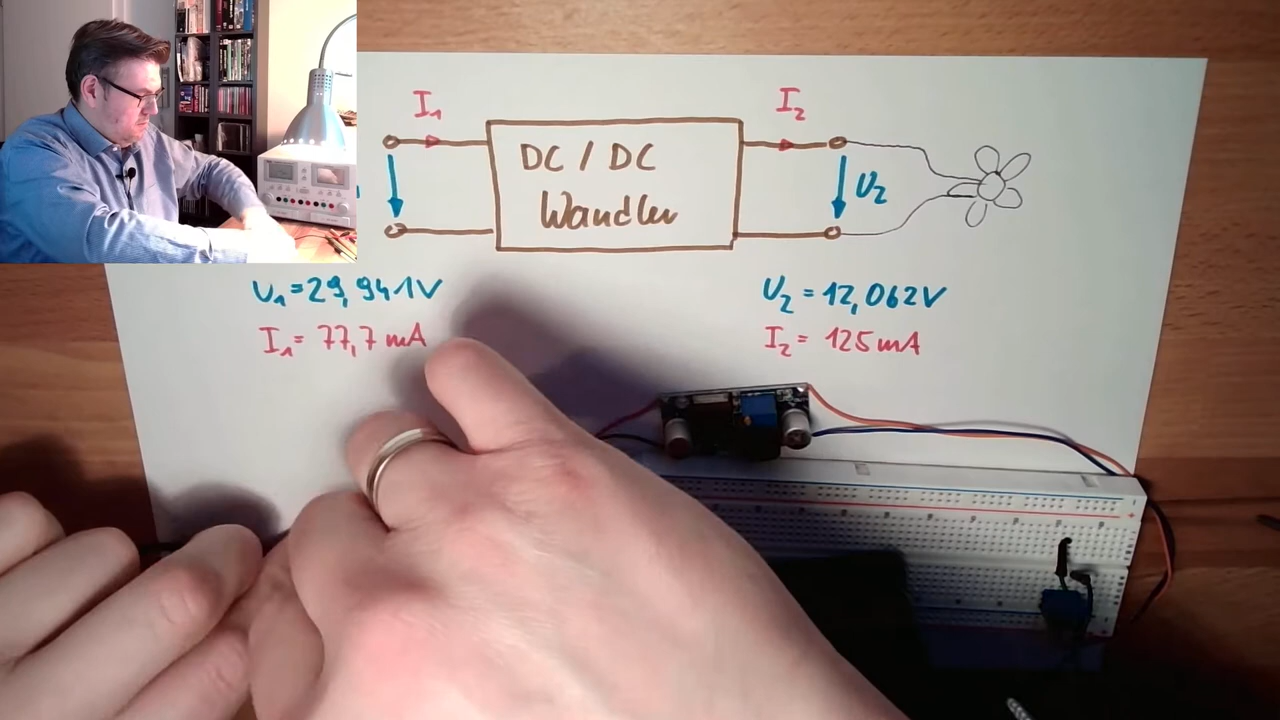 I₁
I₂
DC / DC
Wandler
U₂
U₁ = 29,941V
U₂ = 12,062V
I₁ = 77,7 mA
I₂ = 125 mA